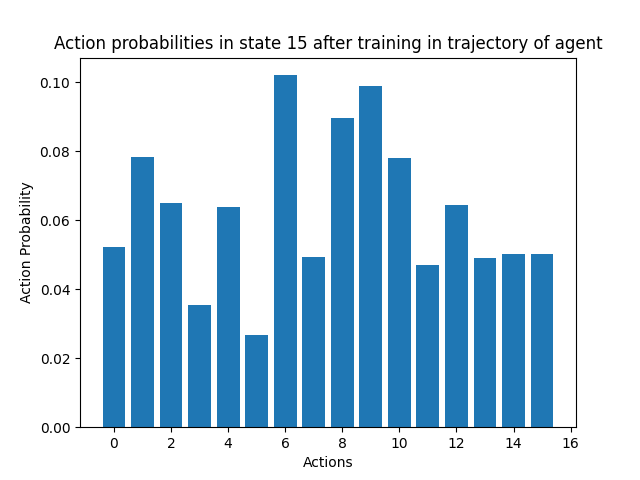 Action probabilities in state 15 after training in trajectory of agent
0.10
0.08
0.06
0.04
0.02
0.00
Action Probability
0 2 4 6 8 10 12 14 16
Actions